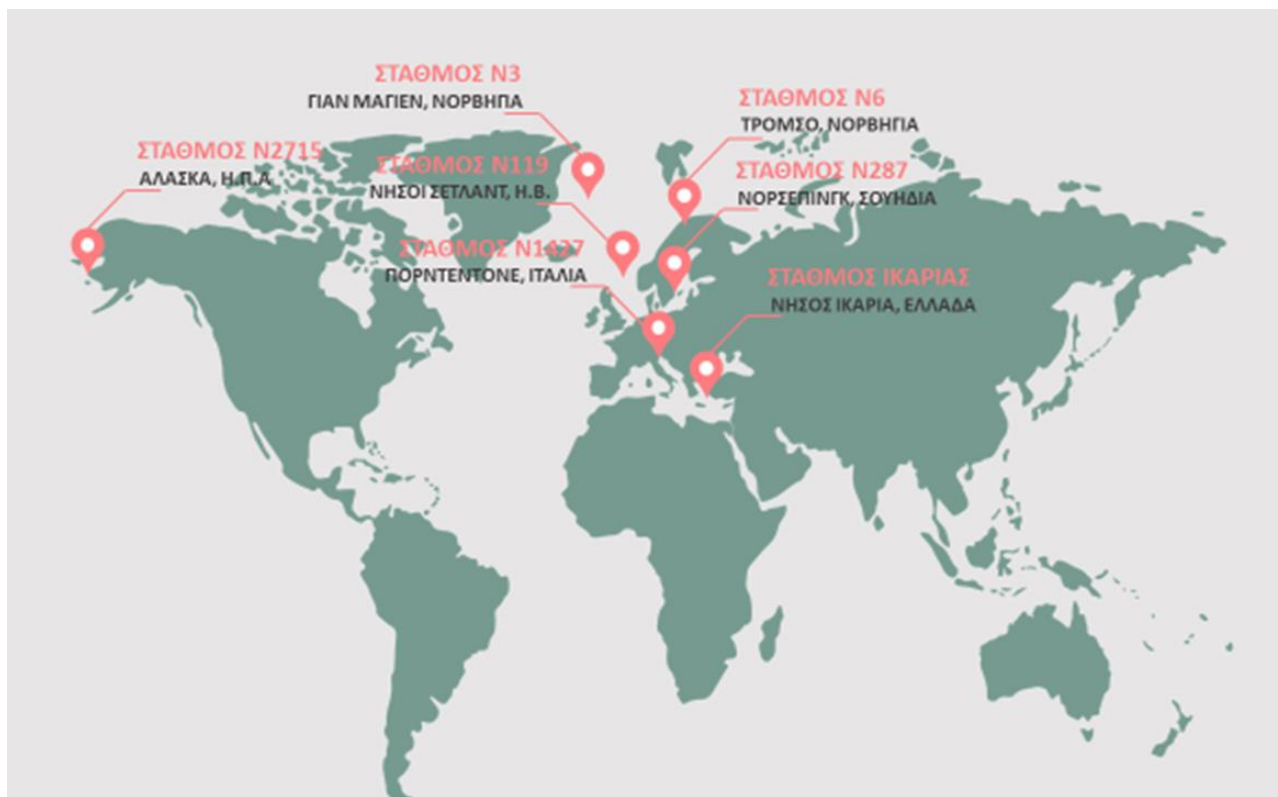 ΣΤΑΘΜΟΣ Ν3
ΓΙΑΝ ΜΑΓΙΕΝ, ΝΟΡΒΗΓΙΑ
ΣΤΑΘΜΟΣ Ν6
ΤΡΟΜΣΟ, ΝΟΡΒΗΓΙΑ
ΣΤΑΘΜΟΣ Ν2715
ΑΛΑΣΚΑ, Η.Π.Α
ΣΤΑΘΜΟΣ Ν119
ΝΗΣΟΙ ΣΕΤΛΑΝΤ, Η.Β.
ΣΤΑΘΜΟΣ Ν287
ΝΟΡΣΕΠΙΝΓΚ, ΣΟΥΗΔΙΑ
ΣΤΑΘΜΟΣ Ν1427
ΠΟΡΝΤΕΝΤΟΝΕ, ΙΤΑΛΙΑ
ΣΤΑΘΜΟΣ ΙΚΑΡΙΑΣ
ΝΗΣΟΣ ΙΚΑΡΙΑ, ΕΛΛΑΔΑ